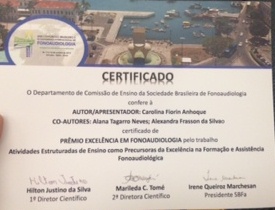 FONOAUDIOLOGIA
CERTIFICADO
O Departamento de Comissão de Ensino da Sociedade Brasileira de Fonoaudiologia
confere à
AUTOR/APRESENTADOR: Carolina Fiorin Anhoque
CO-AUTORES: Alana Tagarro Neves; Alexandra Frasson da Silvao
certificado de
PRÊMIO EXCELÊNCIA EM FONOAUDIOLOGIA pelo trabalho
Atividades Estruturadas de Ensino como Precursoras da Excelência na Formação e Assistência
Fonoaudiológica
Hilton Justino da Silva
1º Diretor Científico
Marileda C. Tomé
2ª Diretora Científica
Irene Queiroz Marchesan
Presidente SBFa